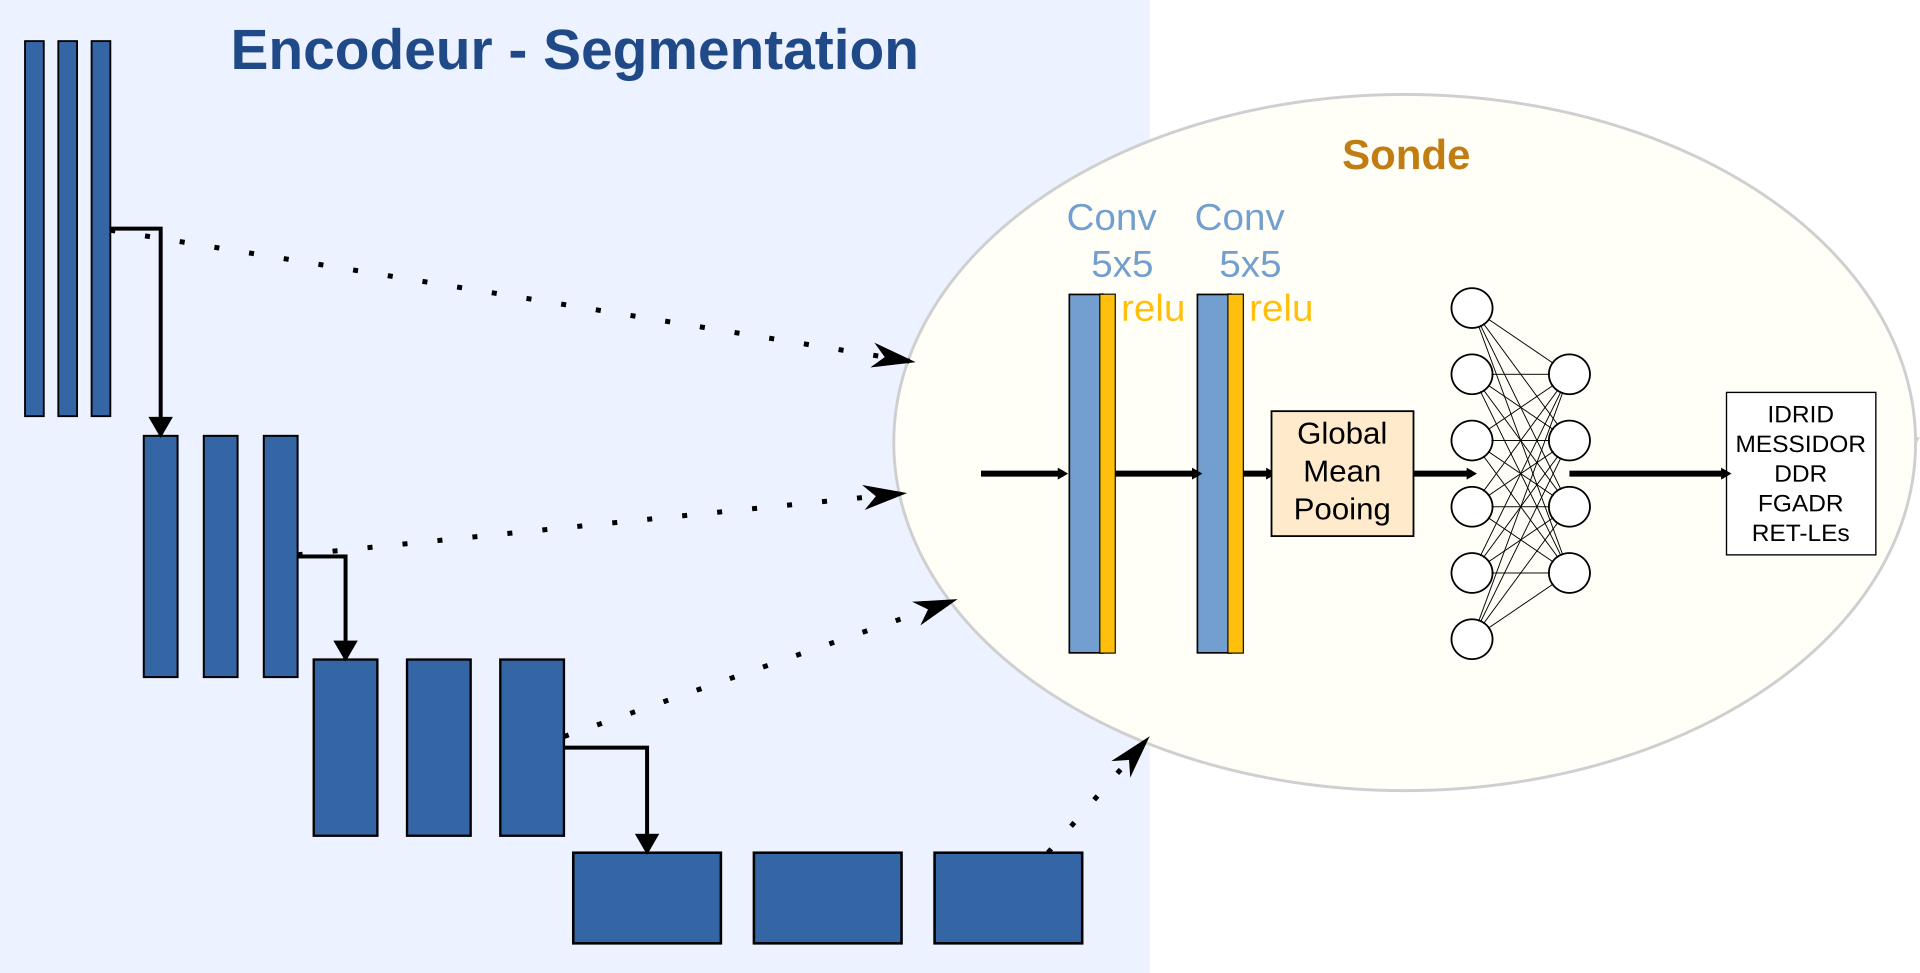 Encodeur - Segmentation
Sonde
Conv
5x5
relu
Conv
5x5
relu
Global
Mean
Pooing
IDRID
MESSIDOR
DDR
FGADR
RET-LEs